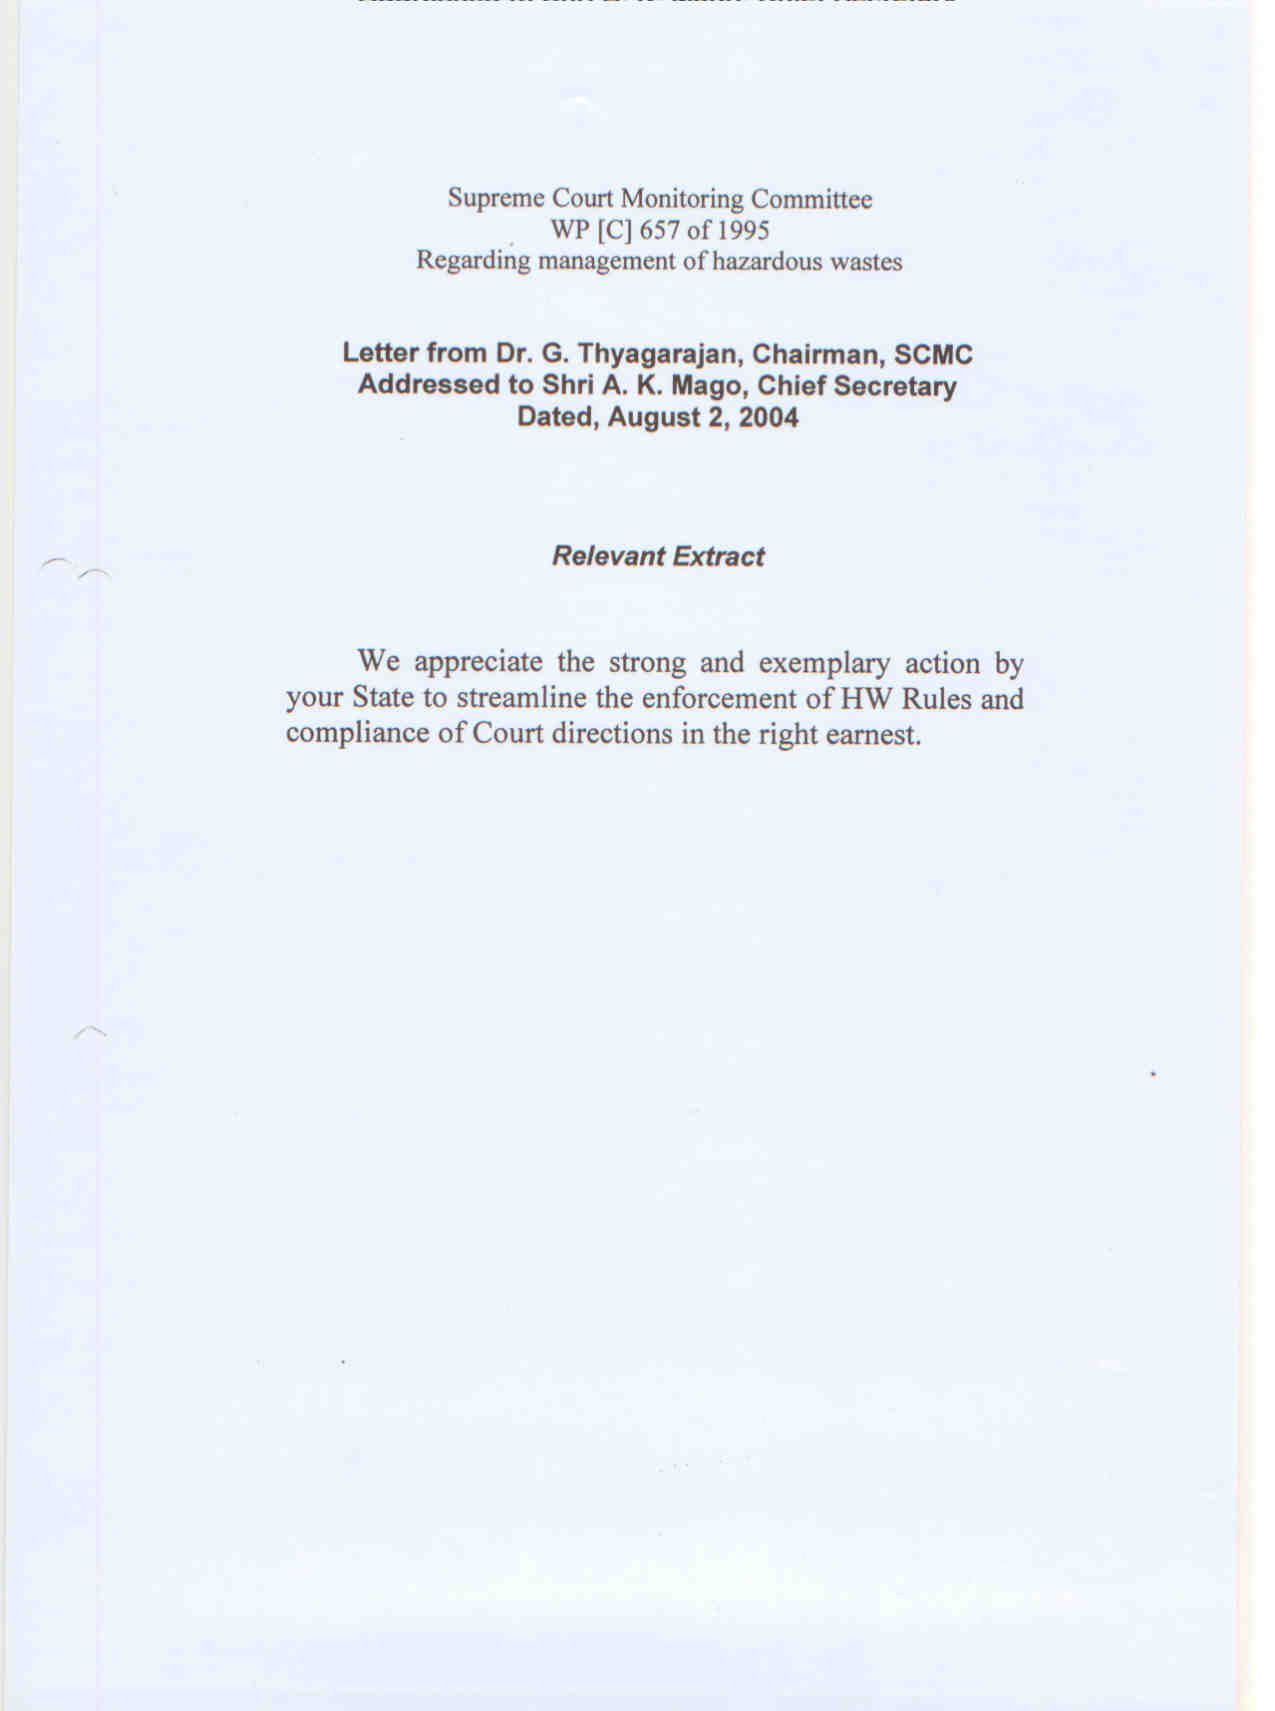 Supreme Court Monitoring Committee
WP [C] 657 of 1995
Regarding management of hazardous wastes
Letter from Dr. G. Thyagarajan, Chairman, SCMC
Addressed to Shri A. K. Mago, Chief Secretary
Dated, August 2, 2004
Relevant Extract
We appreciate the strong and exemplary action by
your State to streamline the enforcement of HW Rules and
compliance of Court directions in the right earnest.